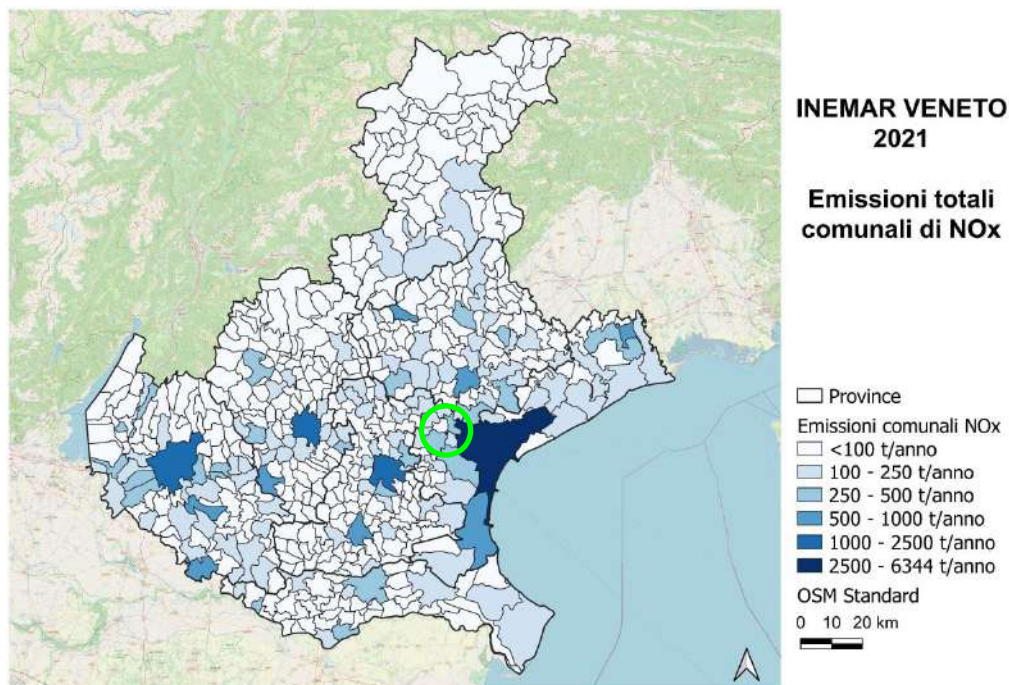 INEMAR VENETO
2021
Emissioni totali
comunali di NOx
Province
Emissioni comunali NOx
<100 t/anno
100 - 250 t/anno
250 - 500 t/anno
500 - 1000 t/anno
1000 - 2500 t/anno
2500 - 6344 t/anno
OSM Standard
0 10 20 km